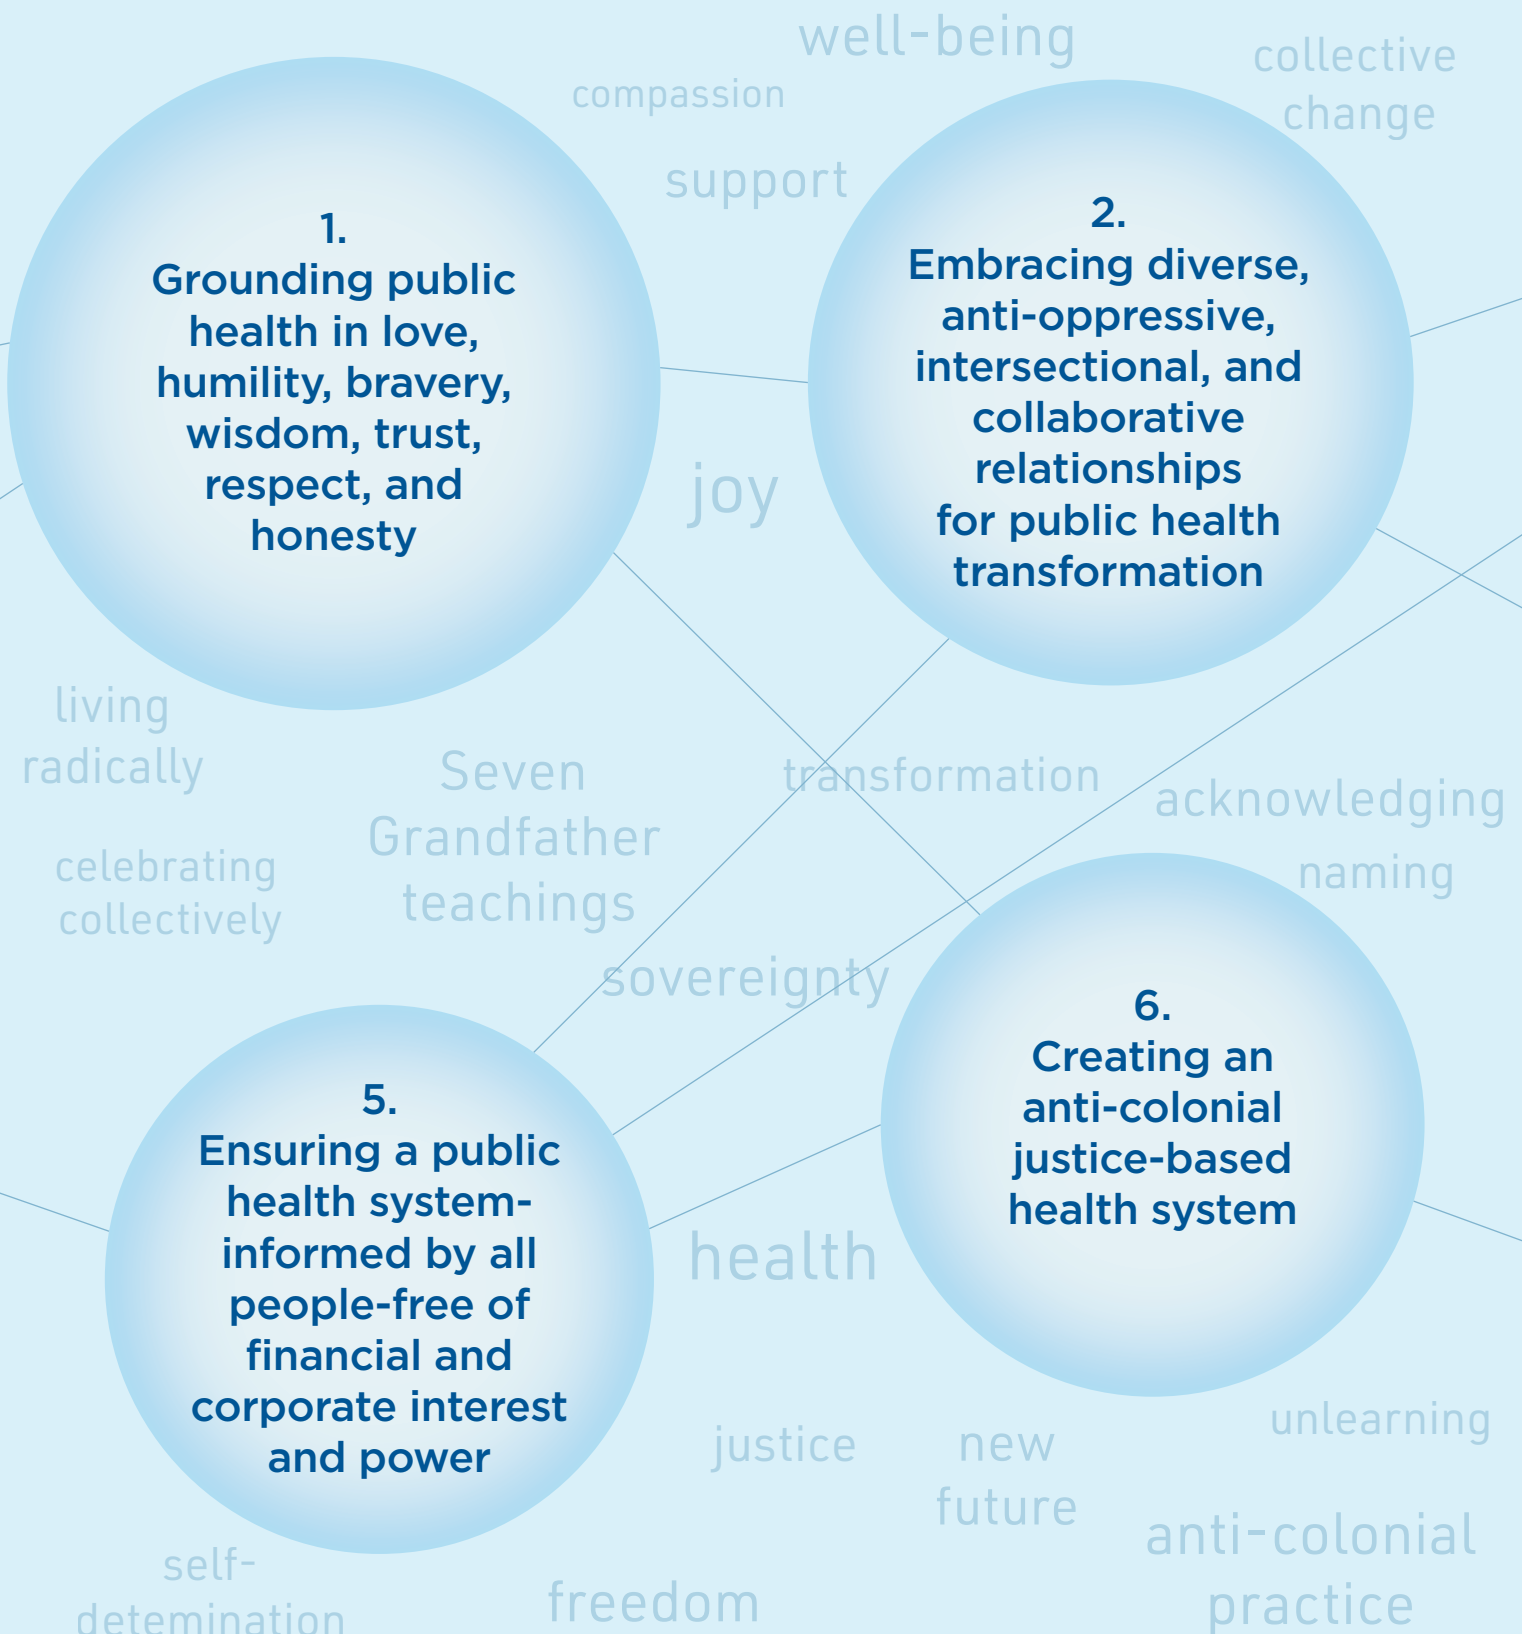 well-being
collective
change
compassion
support
1.
Grounding public
health in love,
humility, bravery,
wisdom, trust,
respect, and
honesty
2.
Embracing diverse,
anti-oppressive,
intersectional, and
collaborative
relationships
for public health
transformation
joy
living
radically
Seven
Grandfather
teachings
transformation
acknowledging
naming
celebrating
collectively
sovereignty
5.
Ensuring a public
health system-
informed by all
people-free of
financial and
corporate interest
and power
6.
Creating an
anti-colonial
justice-based
health system
health
justice
new
future
unlearning
anti-colonial
practice
self-
detemination
freedom